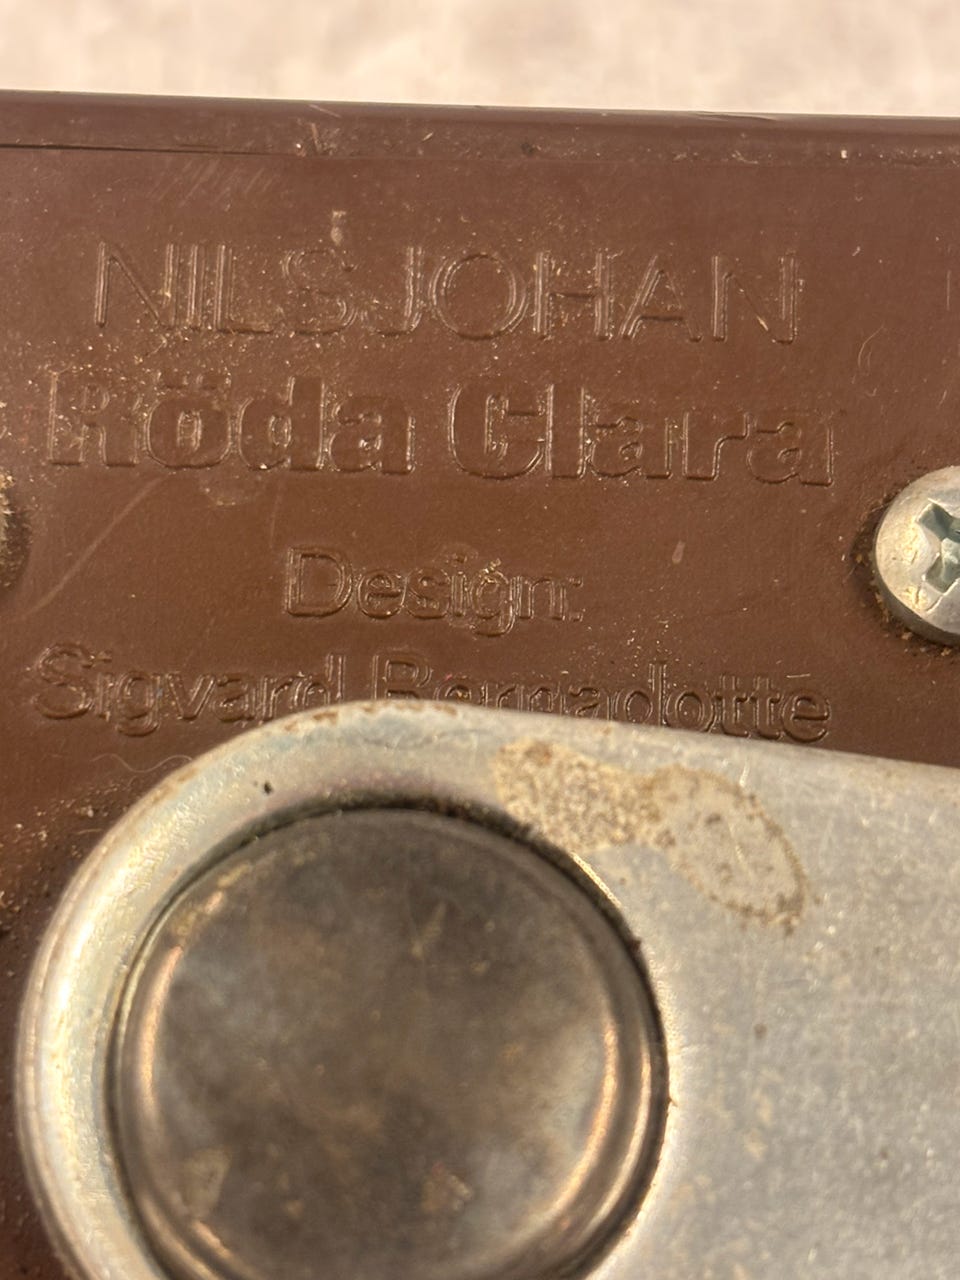 NILSJOHAN
Röda Clara
Design:
Sigvard Bernadotte